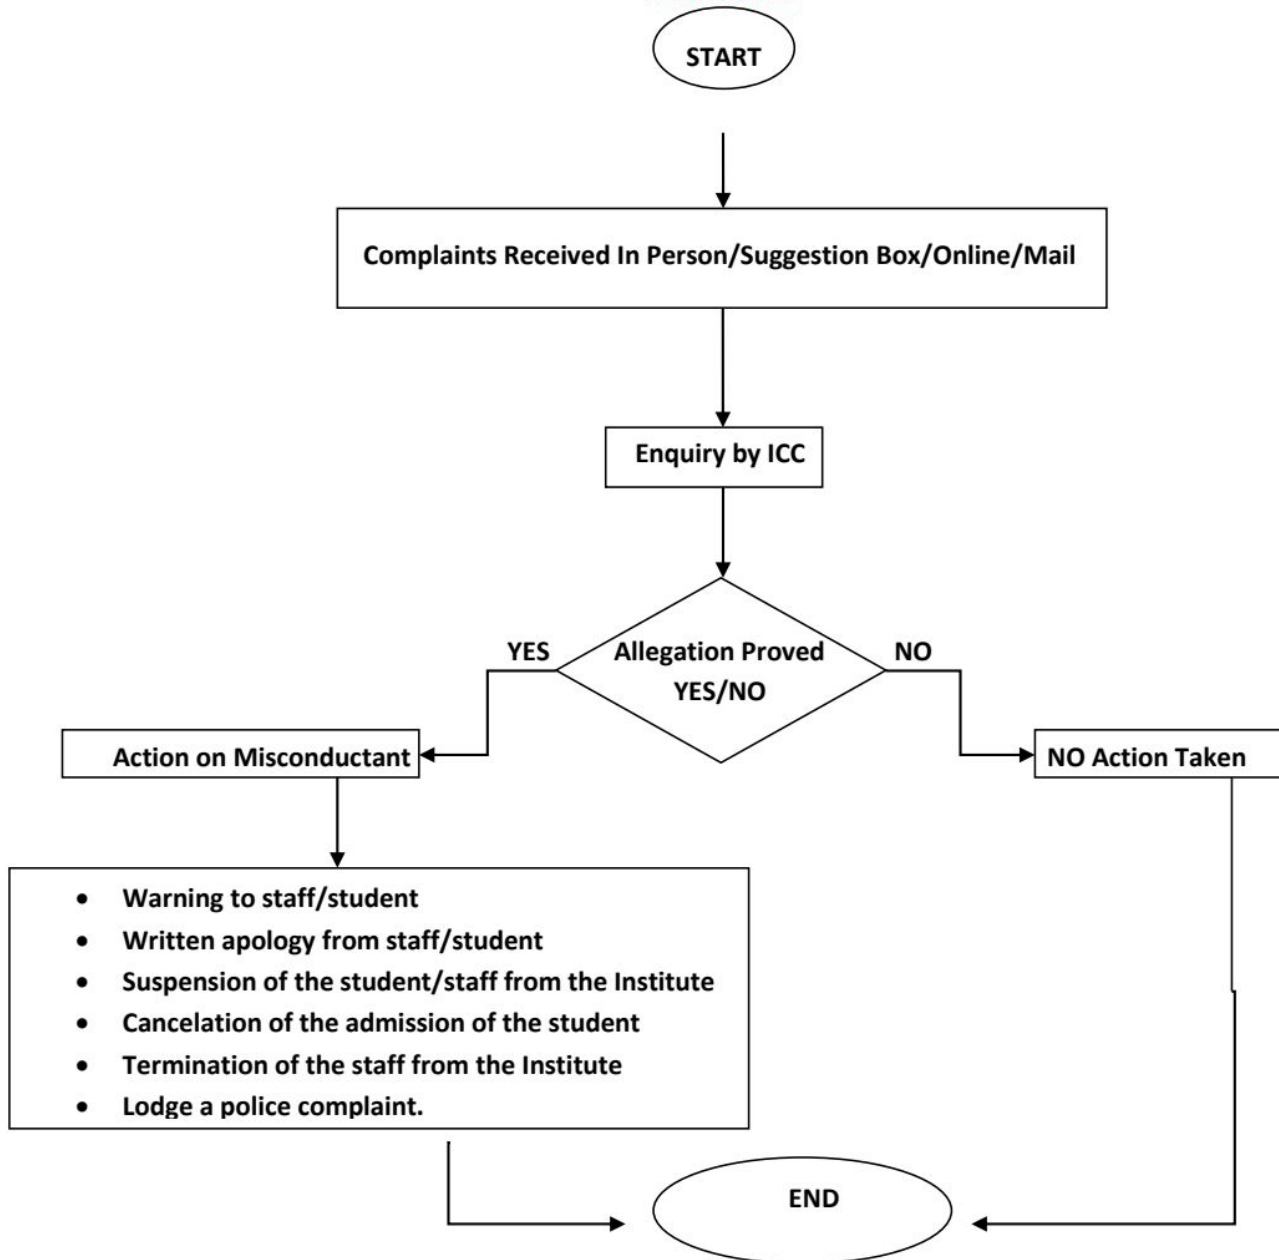 START
Complaints Received In Person/Suggestion Box/Online/Mail
Enquiry by ICC
YES
Allegation Proved
YES/NO
NO
Action on Misconductant
NO Action Taken
• Warning to staff/student
• Written apology from staff/student
• Suspension of the student/staff from the Institute
• Cancelation of the admission of the student
• Termination of the staff from the Institute
• Lodge a police complaint.
END